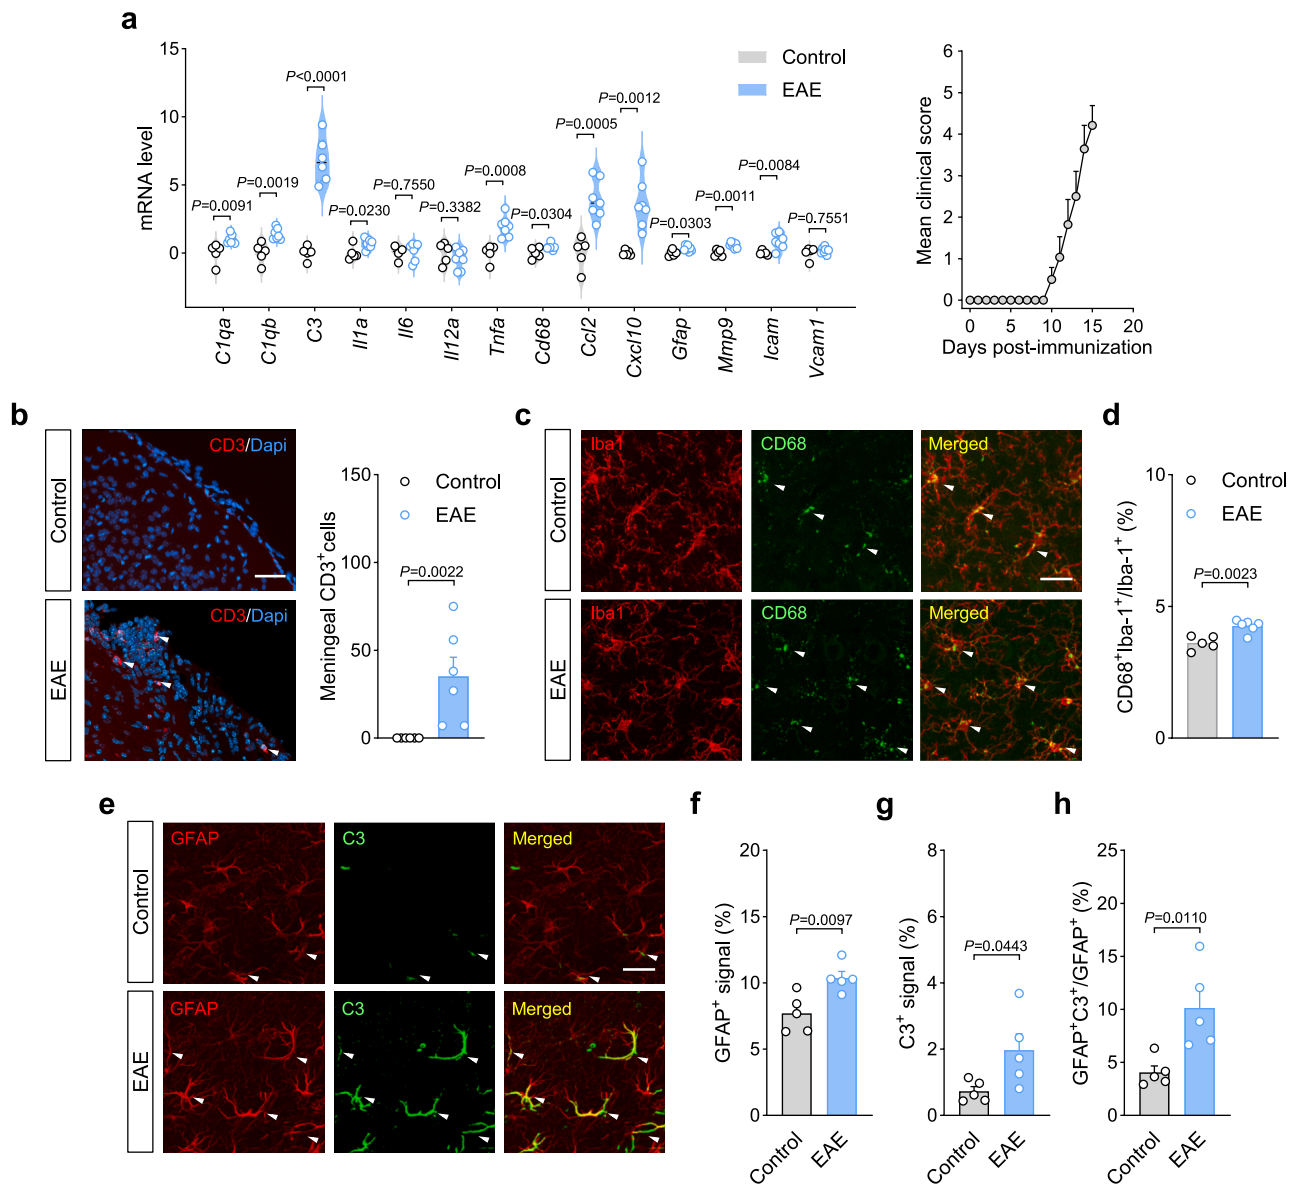 a
15
10
5
0
mRNA level
Control
EAE
P=0.0091
P=0.0019
P<0.0001
P=0.0230
P=0.7550
P=0.3382
P=0.0008
P=0.0304
P=0.0005
P=0.0012
P=0.0303
P=0.0011
P=0.0084
P=0.7551
C1qa
C1qb
C3
Il1a
Il6
Il12a
Tnfa
Cd68
Ccl2
Cxcl10
Gfap
Mmp9
Icam
Vcam1
Mean clinical score
6
5
4
3
2
1
0
0 5 10 15 20
Days post-immunization
b
Control
CD3/Dapi
EAE
CD3/Dapi
Meningeal CD3+cells
150
100
50
0
Control
EAE
P=0.0022
c
Control
Iba1
CD68
Merged
EAE
Iba1
CD68
Merged
d
CD68+Iba-1+/Iba-1+ (%)
10
5
0
Control
EAE
P=0.0023
e
Control
GFAP
C3
Merged
EAE
GFAP
C3
Merged
f
GFAP+ signal (%)
20
15
10
5
0
P=0.0097
Control
EAE
g
C3+ signal (%)
8
6
4
2
0
P=0.0443
Control
EAE
h
GFAP+C3+/GFAP+ (%)
25
20
15
10
5
0
P=0.0110
Control
EAE